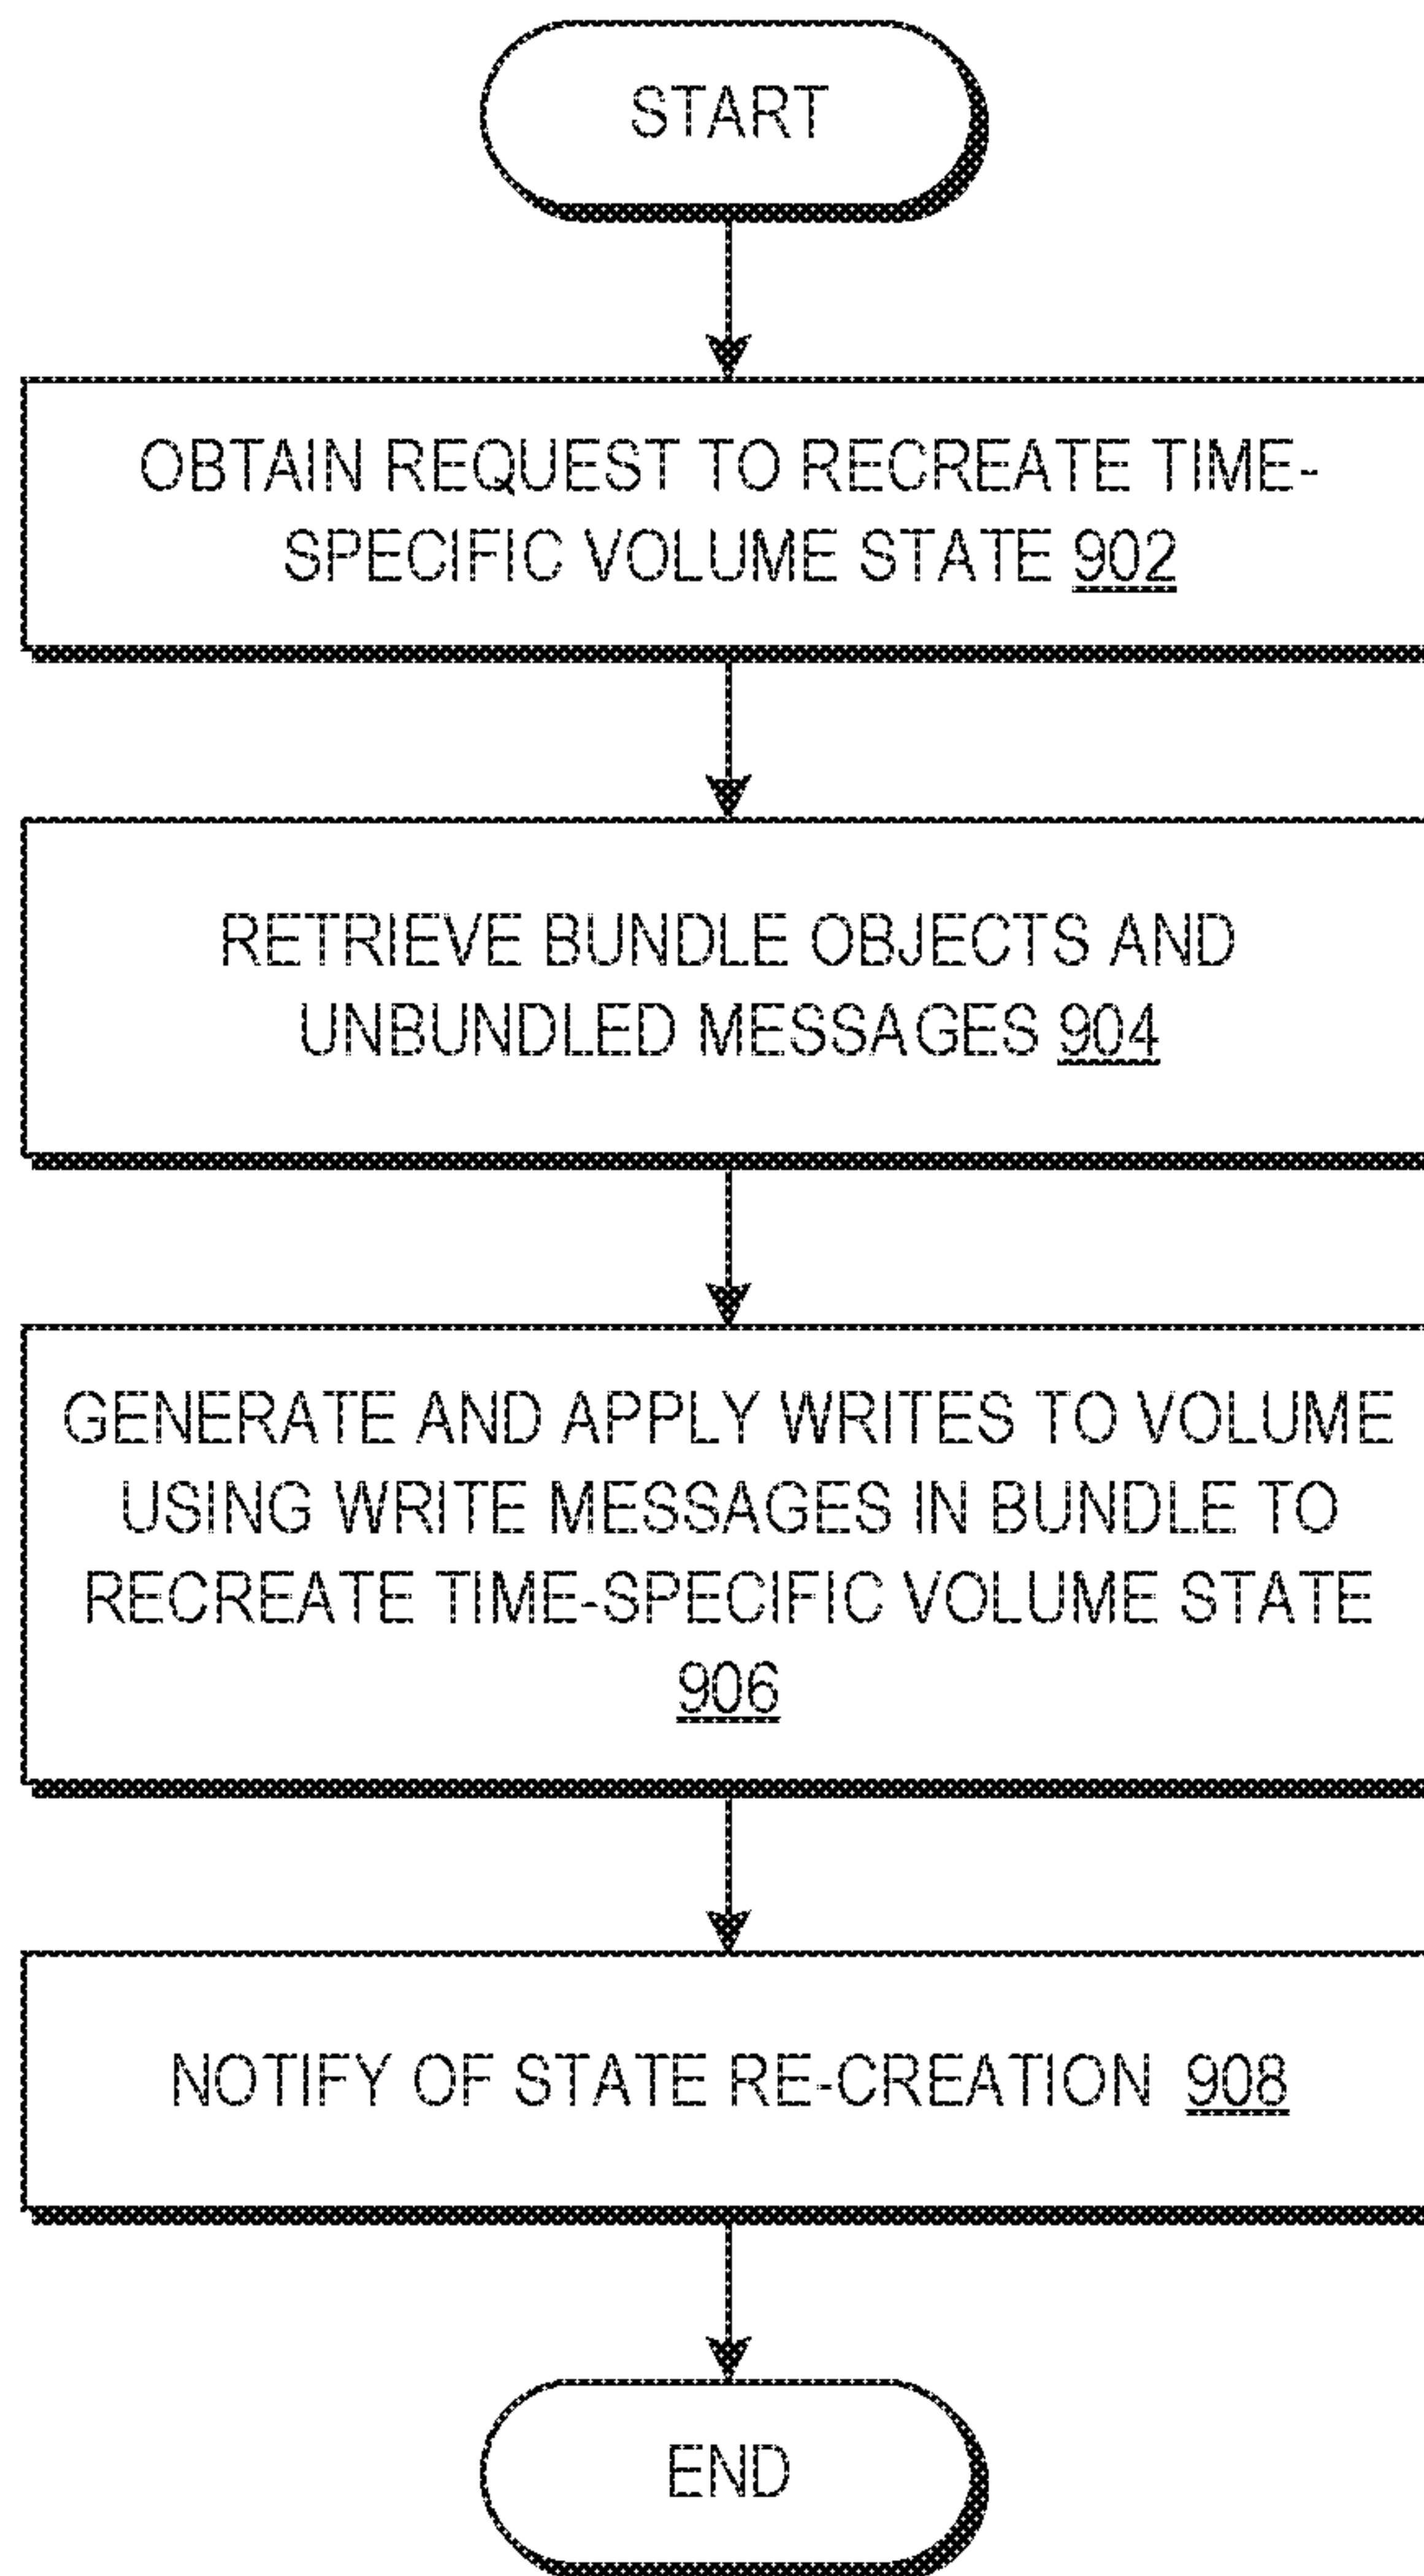 START
OBTAIN REQUEST TO RECREATE TIME-
SPECIFIC VOLUME STATE 902
RETRIEVE BUNDLE OBJECTS AND
UNBUNDLED MESSAGES 904
GENERATE AND APPLY WRITES TO VOLUME
USING WRITE MESSAGES IN BUNDLE TO
RECREATE TIME-SPECIFIC VOLUME STATE
906
NOTIFY OF STATE RE-CREATION 908
END